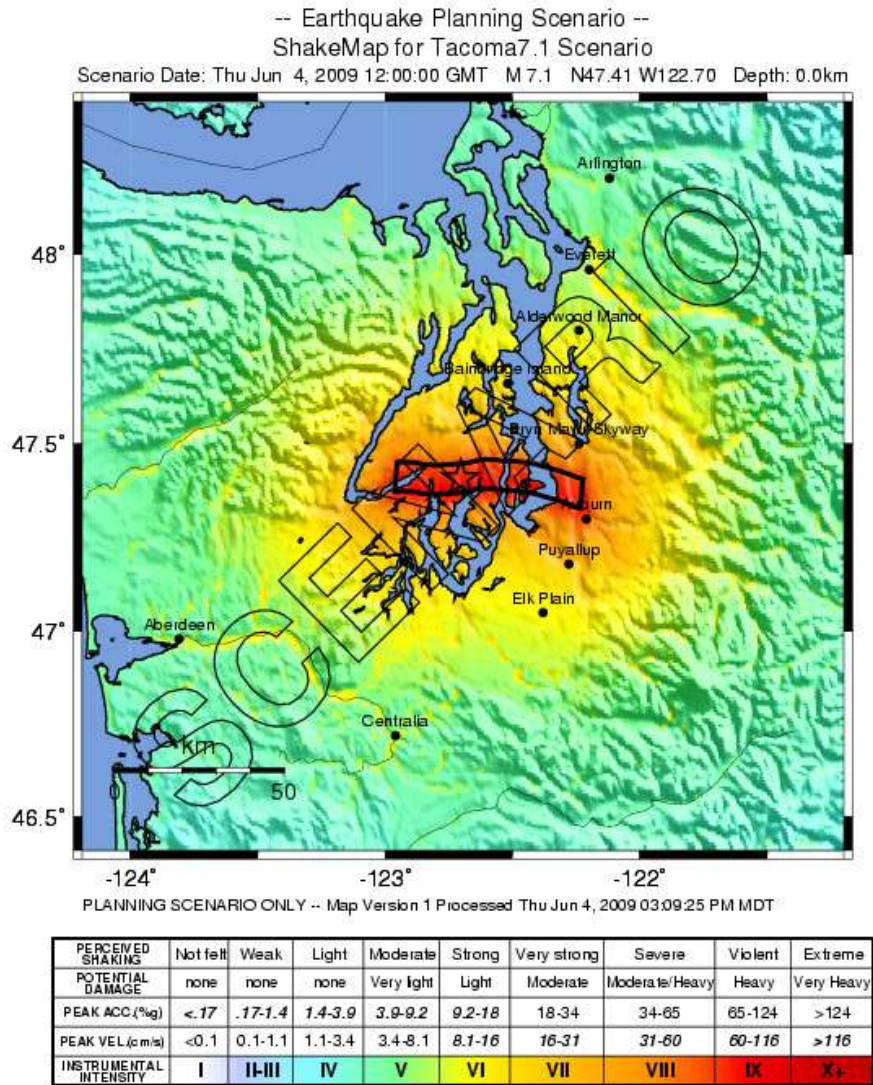 -- Earthquake Planning Scenario --
ShakeMap for Tacoma7.1 Scenario
Scenario Date: Thu Jun 4, 2009 12:00:00 GMT M 7.1 N47.41 W122.70 Depth: 0.0km
Arlington
48°
Everett
Alderwood Manor
Bainbridge Island
47.5°
Bryn Mawr-Skyway
Auburn
Puyallup
Elk Plain
47°
Aberdeen
SCENARIO
Centralia
km
0 50
46.5°
-124° -123° -122°
PLANNING SCENARIO ONLY -- Map Version 1 Processed Thu Jun 4, 2009 03:09:25 PM MDT
PERCEIVED SHAKING Not felt Weak Light Moderate Strong Very strong Severe Violent Extreme
POTENTIAL DAMAGE none none none Very light Light Moderate Moderate/Heavy Heavy Very Heavy
PEAK ACC.(%g) <.17 .17-1.4 1.4-3.9 3.9-9.2 9.2-18 18-34 34-65 65-124 >124
PEAK VEL.(cm/s) <0.1 0.1-1.1 1.1-3.4 3.4-8.1 8.1-16 16-31 31-60 60-116 >116
INSTRUMENTAL INTENSITY I II-III IV V VI VII VIII IX X+